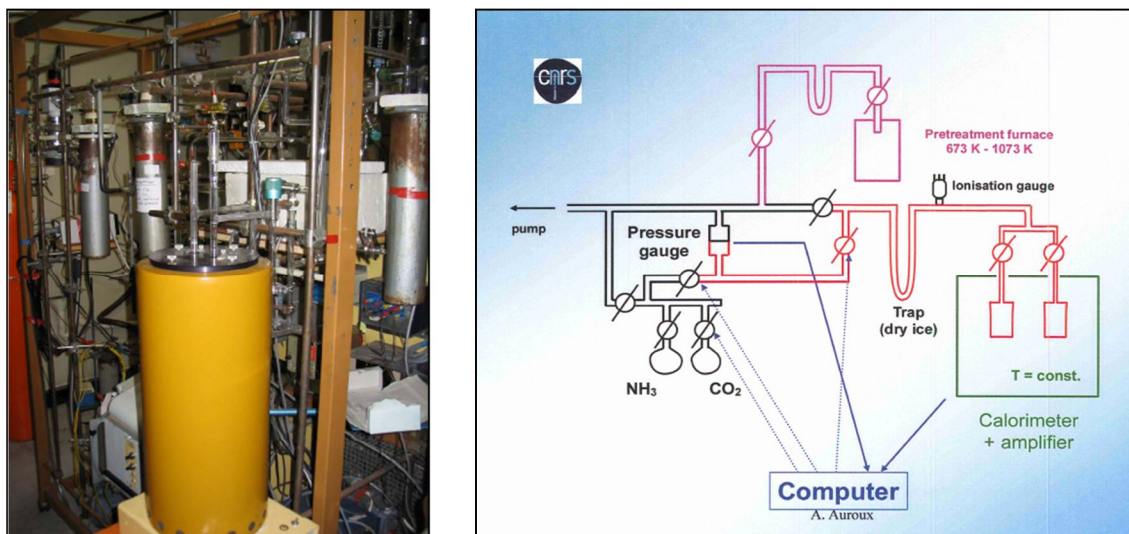 cnrs
Pretreatment furnace
673 K - 1073 K
Ionisation gauge
pump
Pressure
gauge
Trap
(dry ice)
NH₃
CO₂
T = const.
Calorimeter
+ amplifier
Computer
A. Auroux